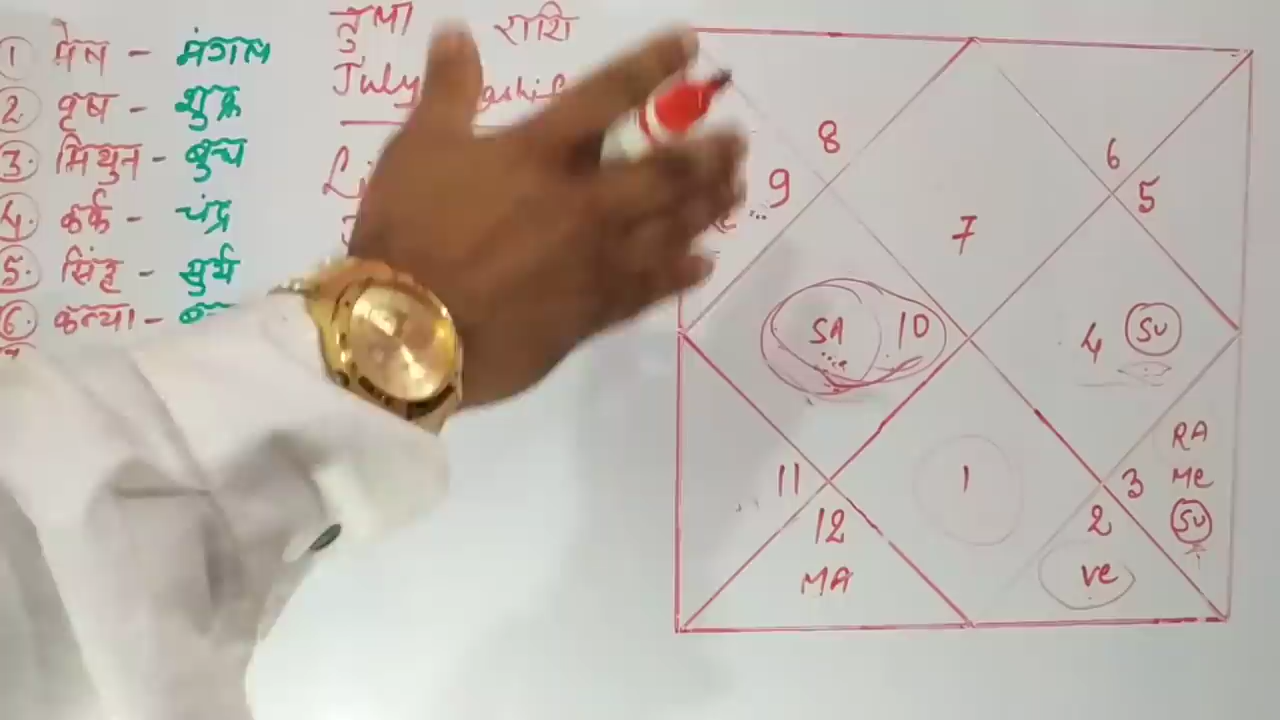 1 मेष - मंगल
2. वृष - शुक्र
3. मिथुन - बुध
4. कर्क - चंद्र
5. सिंह - सुर्य
6. कन्या -
तुला राशि
July
8
6
9
5
7
SA 10
4 SU
RA
11
1
3 Me
12
2
SU
MA
Ve